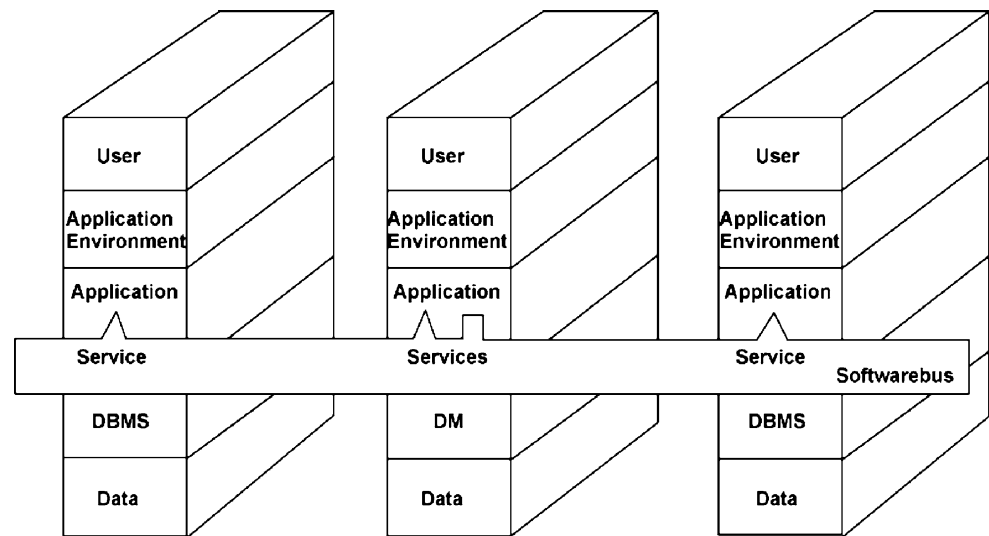 User
User
User
Application
Environment
Application
Environment
Application
Environment
Application
Application
Application
Service
Services
Service
Softwarebus
DBMS
DM
DBMS
Data
Data
Data